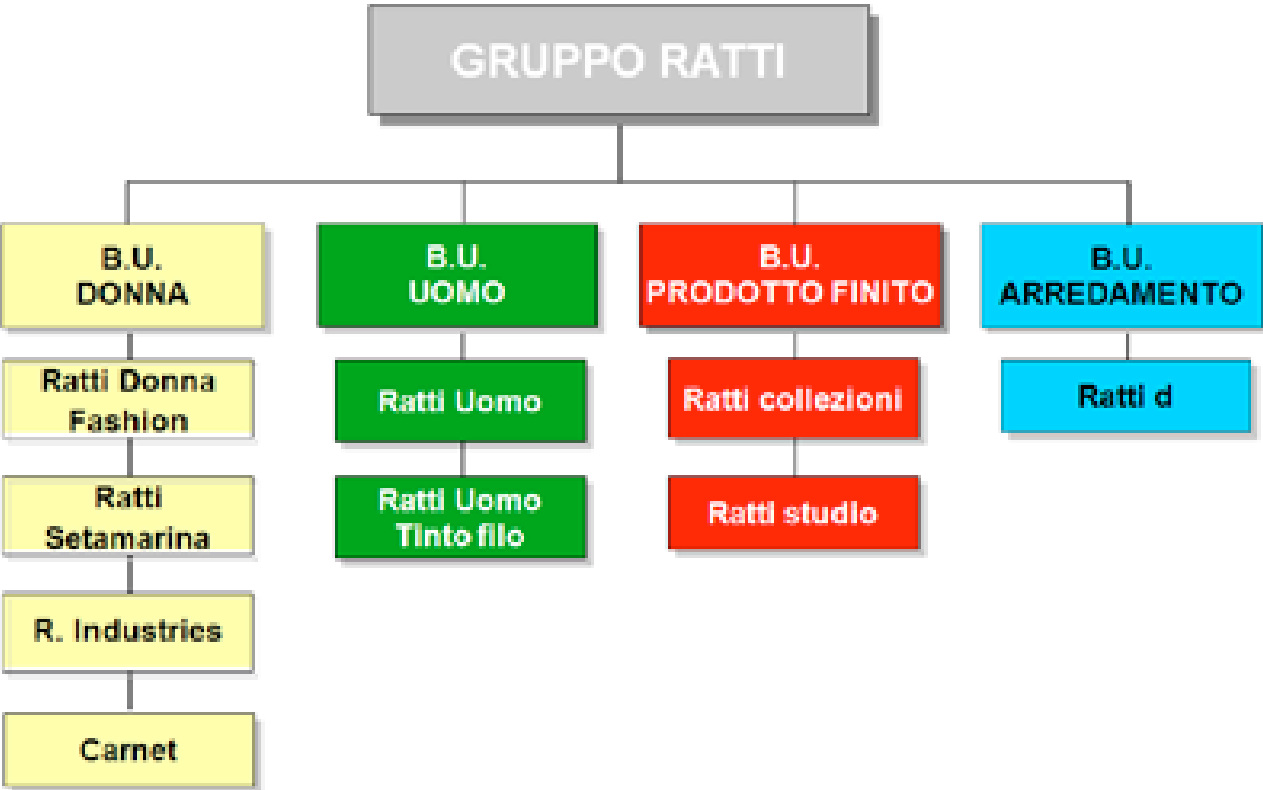 GRUPPO RATTI
B.U.
DONNA
B.U.
UOMO
B.U.
PRODOTTO FINITO
B.U.
ARREDAMENTO
Ratti Donna
Fashion
Ratti
Setamarina
R. Industries
Carnet
Ratti Uomo
Ratti Uomo
Tinto filo
Ratti collezioni
Ratti studio
Ratti d